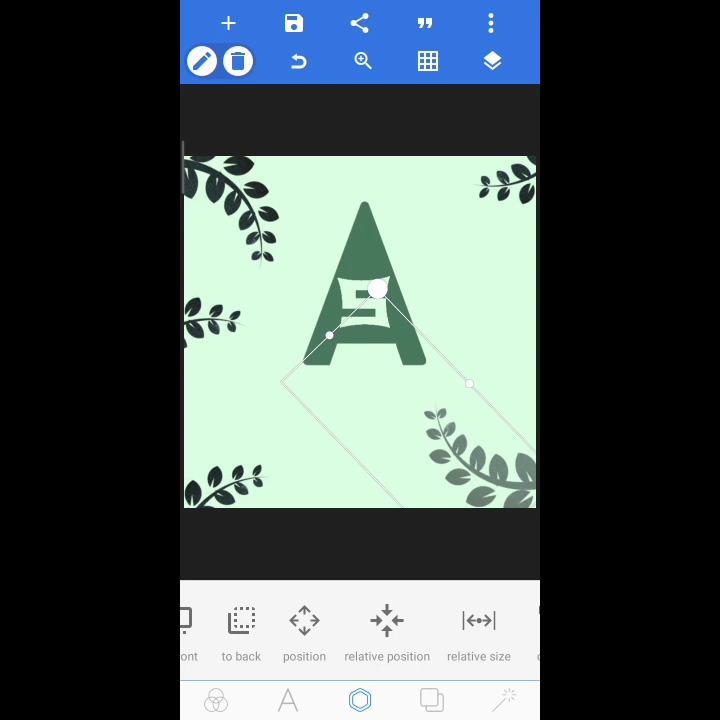 A
ont
to back
position
relative position
relative size